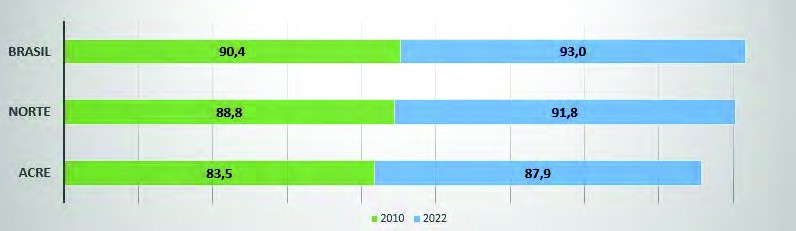 BRASIL 90,4 93,0
NORTE 88,8 91,8
ACRE 83,5 87,9
2010 2022